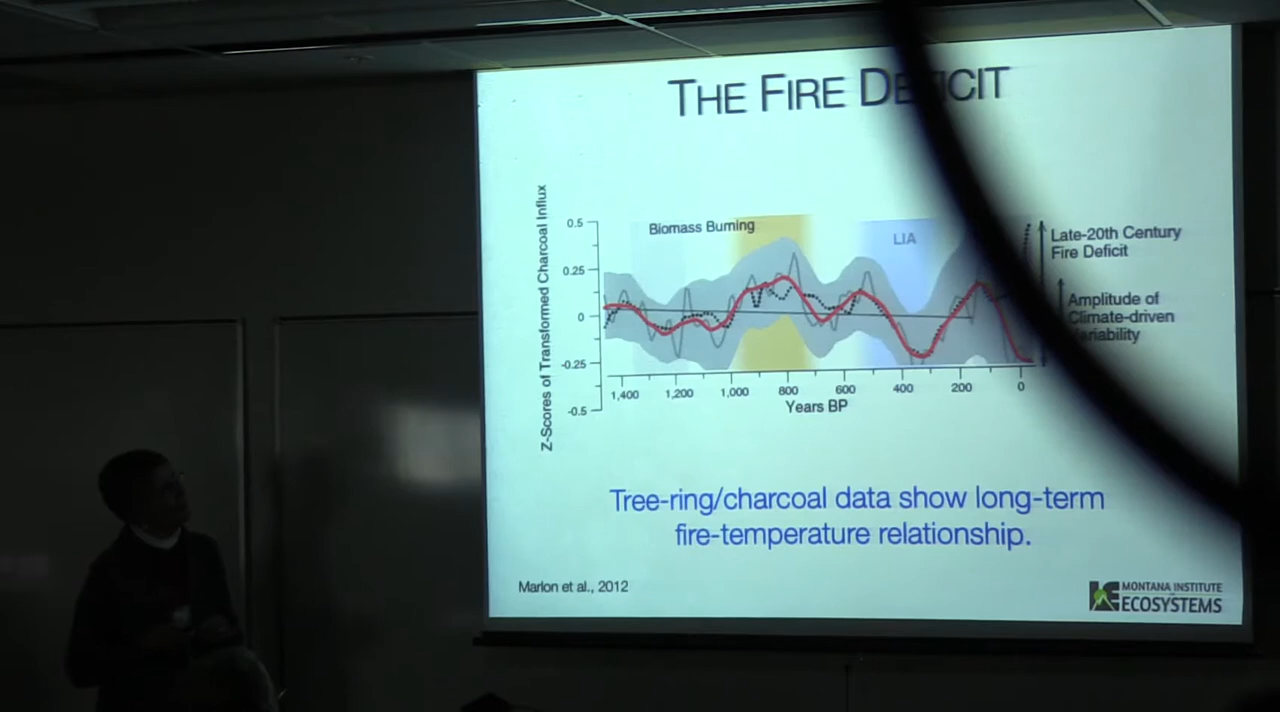 THE FIRE DEFICIT
Z-Scores of Transformed Charcoal Influx
0.5
0.25
0
-0.25
-0.5
Biomass Burning
LIA
Late-20th Century
Fire Deficit
Amplitude of
Climate-driven
Variability
1,400 1,200 1,000 800 600 400 200 0
Years BP
Tree-ring/charcoal data show long-term
fire-temperature relationship.
Marlon et al., 2012
MONTANA INSTITUTE
ECOSYSTEMS